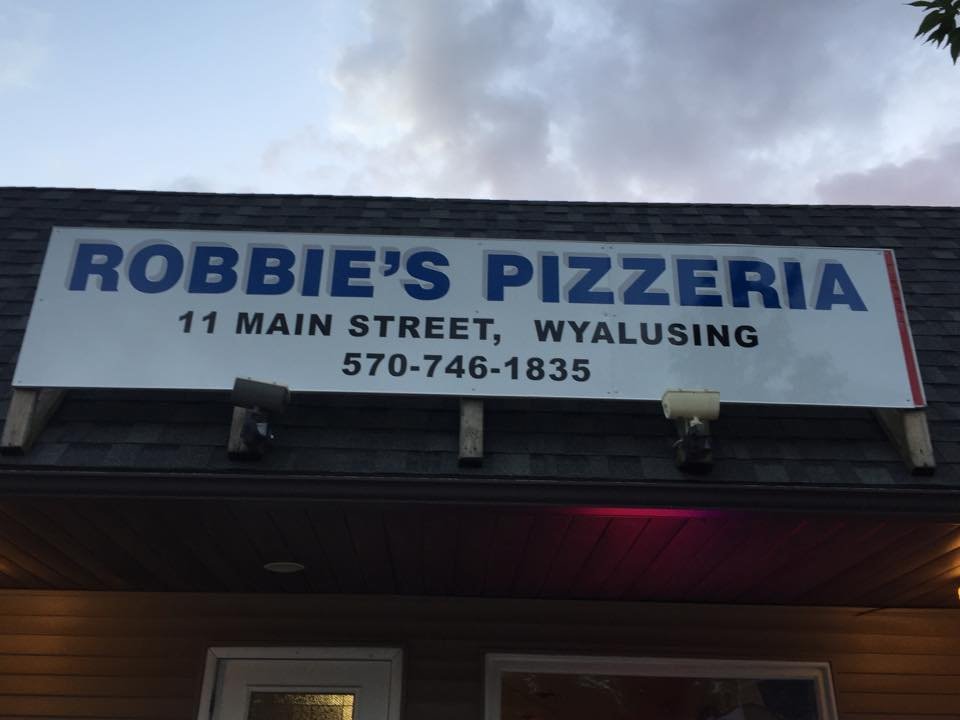 ROBBIE'S PIZZERIA
11 MAIN STREET, WYALUSING
570-746-1835